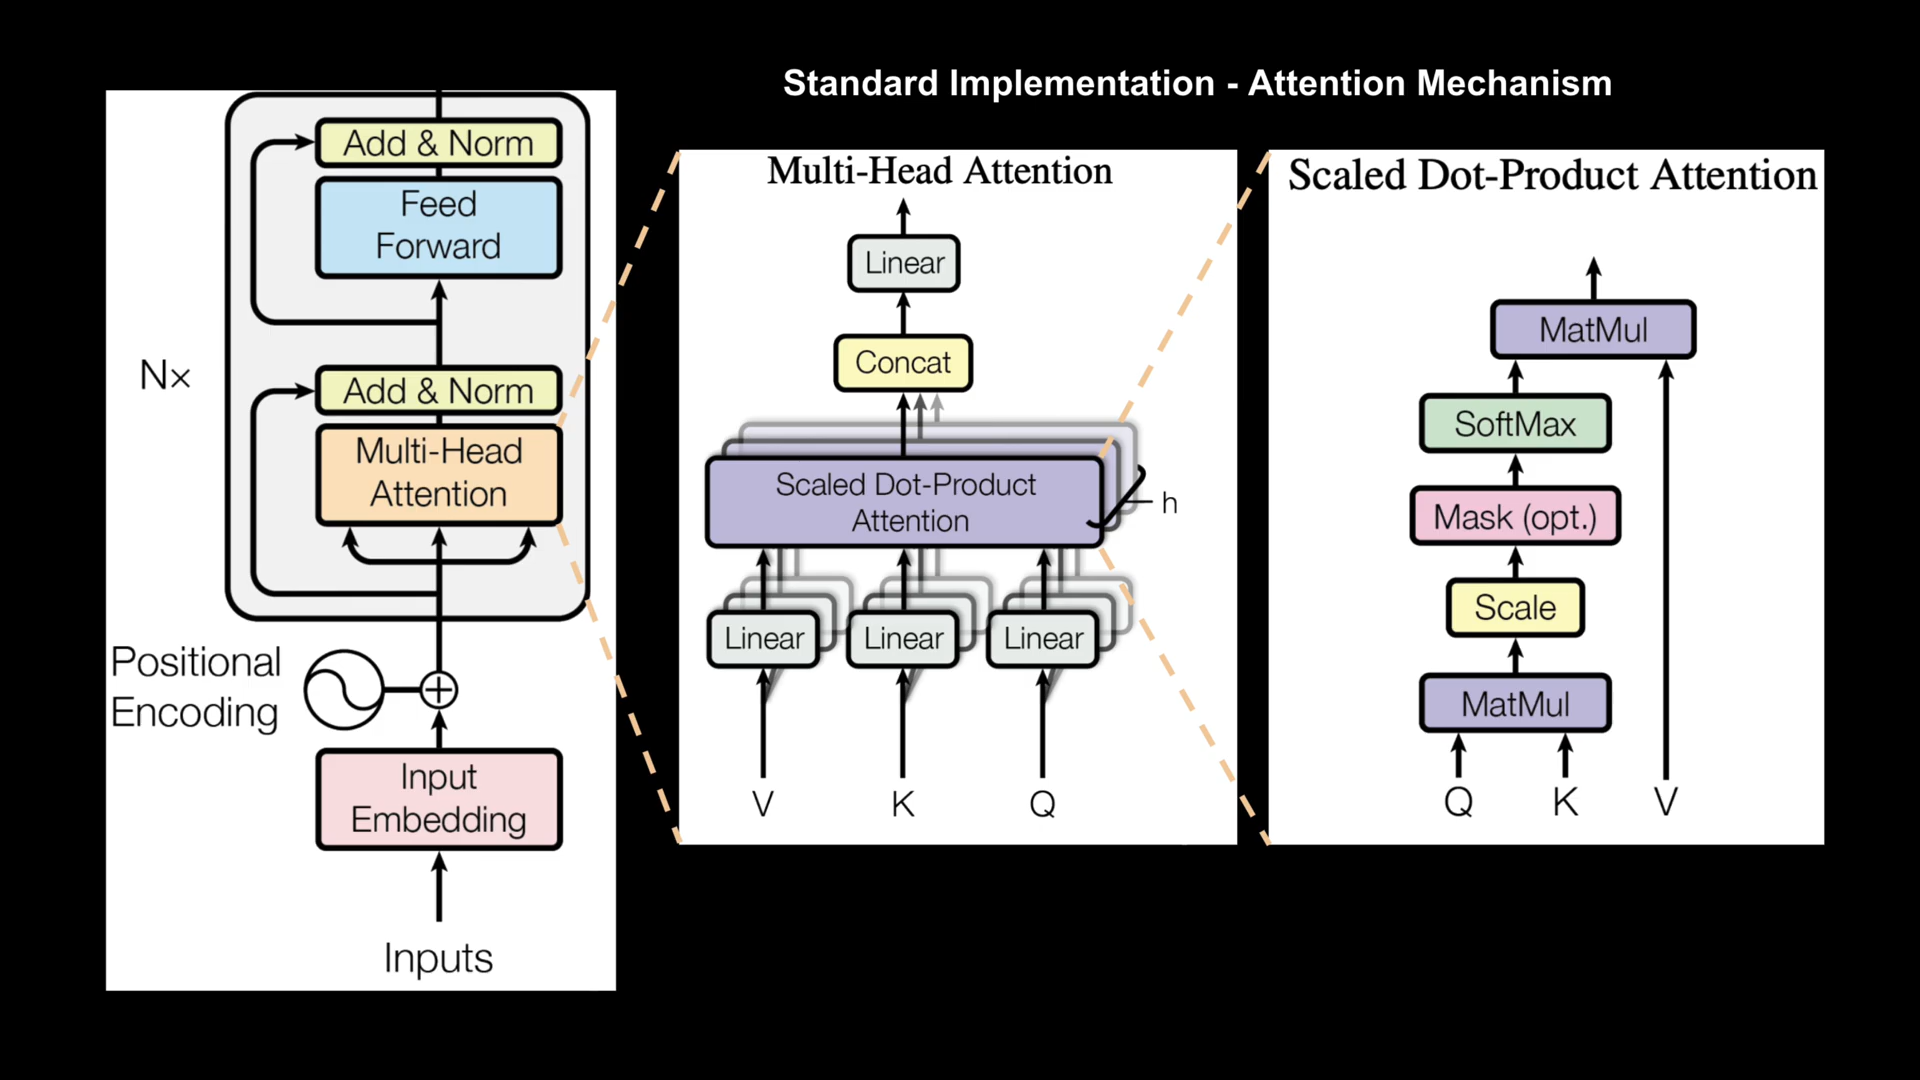 Standard Implementation - Attention Mechanism
Add & Norm
Feed
Forward
Nx
Add & Norm
Multi-Head
Attention
Positional
Encoding
Input
Embedding
Inputs
Multi-Head Attention
Linear
Concat
Scaled Dot-Product
Attention
h
Linear Linear Linear
V K Q
Scaled Dot-Product Attention
MatMul
SoftMax
Mask (opt.)
Scale
MatMul
Q K V